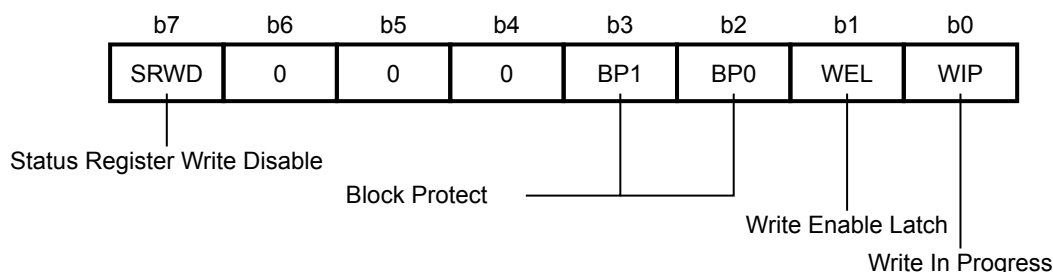 b7 b6 b5 b4 b3 b2 b1 b0
SRWD 0 0 0 BP1 BP0 WEL WIP
Status Register Write Disable
Block Protect
Write Enable Latch
Write In Progress